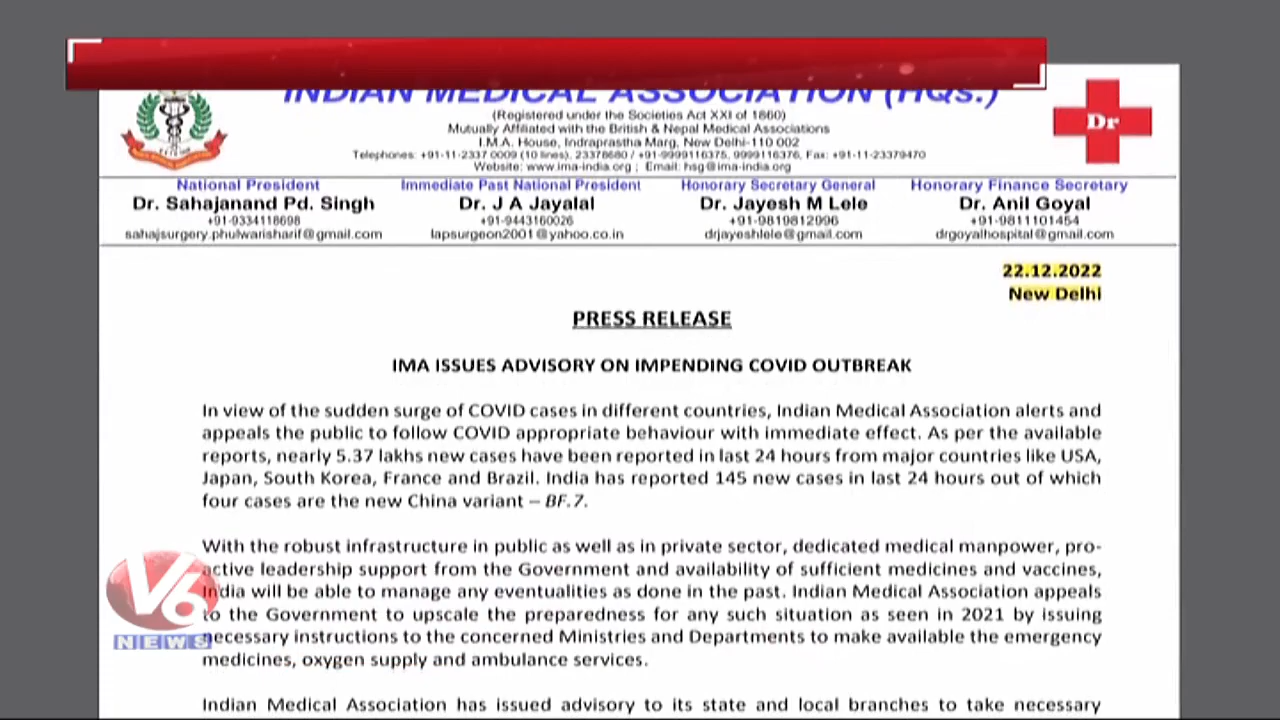 INDIAN MEDICAL ASSOCIATION (HQs.)
(Registered under the Societies Act XXI of 1860)
Mutually Affiliated with the British & Nepal Medical Associations
I.M.A. House, Indraprastha Marg, New Delhi-110 002
Telephones: +91-11-2337 0009 (10 lines), 23378680 / +91-9999116375, 9999116376, Fax: +91-11-23379470
Website: www.ima-india.org ; Email: hsg@ima-india.org
Dr
National President
Dr. Sahajanand Pd. Singh
+91-9334118698
sahajsurgery.phulwarisharif@gmail.com
Immediate Past National President
Dr. J A Jayalal
+91-9443160026
lapsurgeon2001@yahoo.co.in
Honorary Secretary General
Dr. Jayesh M Lele
+91-9819812996
drjayeshlele@gmail.com
Honorary Finance Secretary
Dr. Anil Goyal
+91-9811101454
drgoyalhospital@gmail.com
22.12.2022
New Delhi
PRESS RELEASE
IMA ISSUES ADVISORY ON IMPENDING COVID OUTBREAK
In view of the sudden surge of COVID cases in different countries, Indian Medical Association alerts and
appeals the public to follow COVID appropriate behaviour with immediate effect. As per the available
reports, nearly 5.37 lakhs new cases have been reported in last 24 hours from major countries like USA,
Japan, South Korea, France and Brazil. India has reported 145 new cases in last 24 hours out of which
four cases are the new China variant – BF.7.
With the robust infrastructure in public as well as in private sector, dedicated medical manpower, pro-
active leadership support from the Government and availability of sufficient medicines and vaccines,
India will be able to manage any eventualities as done in the past. Indian Medical Association appeals
to the Government to upscale the preparedness for any such situation as seen in 2021 by issuing
necessary instructions to the concerned Ministries and Departments to make available the emergency
medicines, oxygen supply and ambulance services.
Indian Medical Association has issued advisory to its state and local branches to take necessary
V6
NEWS